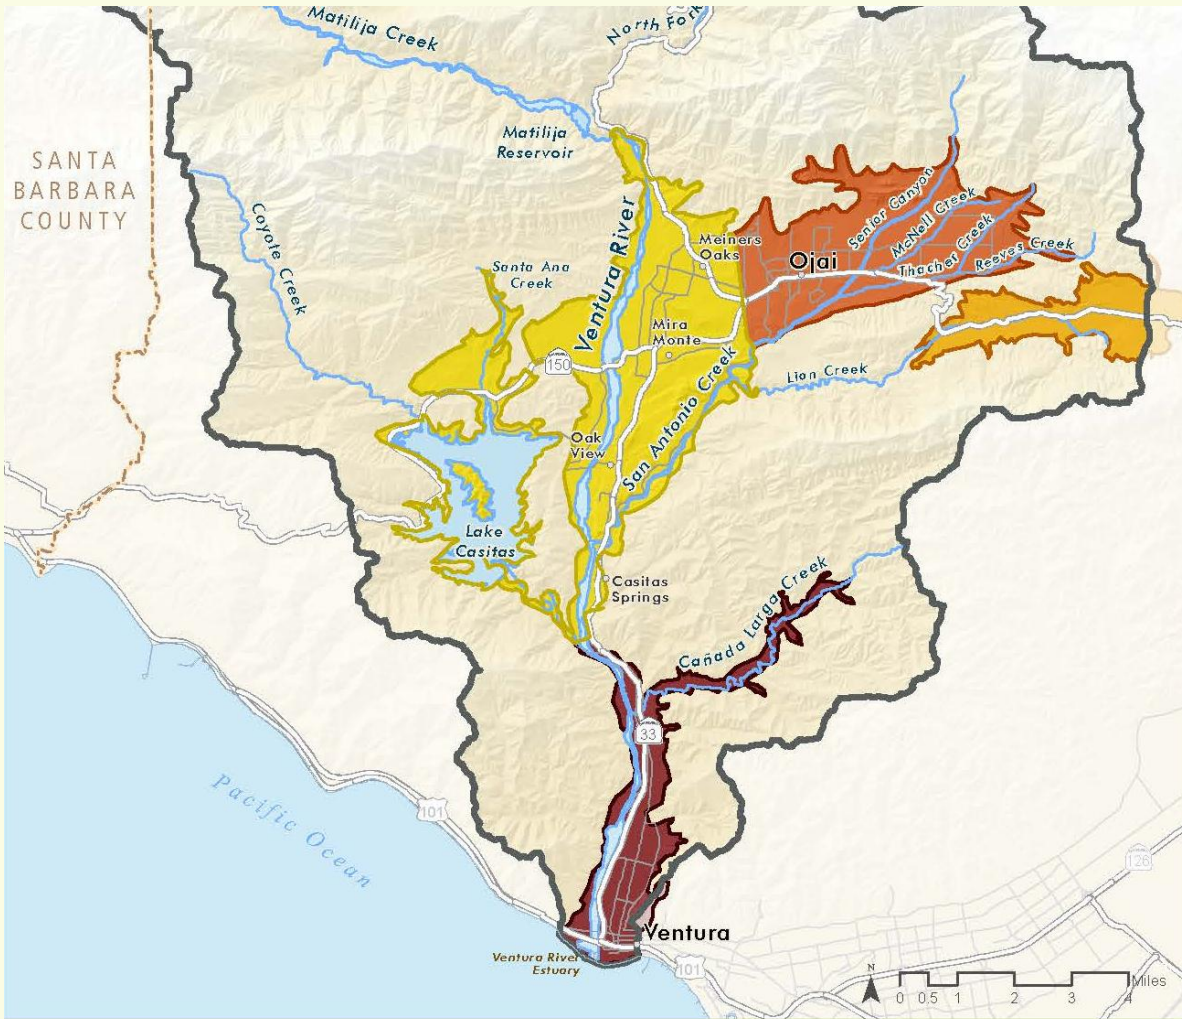 Matilija Creek
North Fork
Matilija
Reservoir
SANTA
BARBARA
COUNTY
Coyote Creek
Senior Canyon
McNell Creek
Thacher Creek
Reeves Creek
Ventura River
Meiners
Oaks
Ojai
Santa Ana
Creek
Mira
Monte
150
San Antonio Creek
Lion Creek
Oak
View
Lake
Casitas
Casitas
Springs
Cañada Larga Creek
33
Pacific Ocean
101
126
Ventura
Ventura River
Estuary
101
N
0 0.5 1 2 3 4 Miles